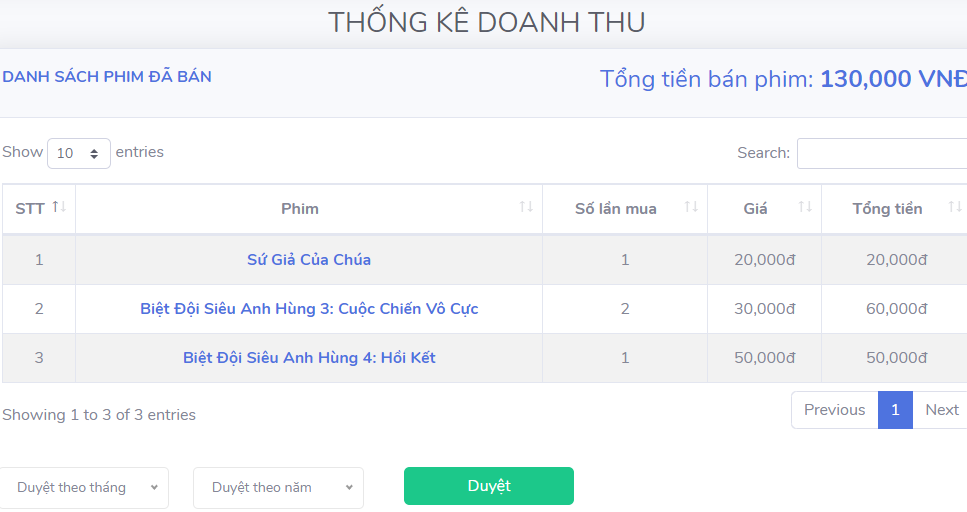 THỐNG KÊ DOANH THU
DANH SÁCH PHIM ĐÃ BÁN Tổng tiền bán phim: 130,000 VNĐ
Show 10 entries Search:
STT Phim Số lần mua Giá Tổng tiền
1 Sứ Giả Của Chúa 1 20,000đ 20,000đ
2 Biệt Đội Siêu Anh Hùng 3: Cuộc Chiến Vô Cực 2 30,000đ 60,000đ
3 Biệt Đội Siêu Anh Hùng 4: Hồi Kết 1 50,000đ 50,000đ
Showing 1 to 3 of 3 entries Previous 1 Next
Duyệt theo tháng Duyệt theo năm Duyệt